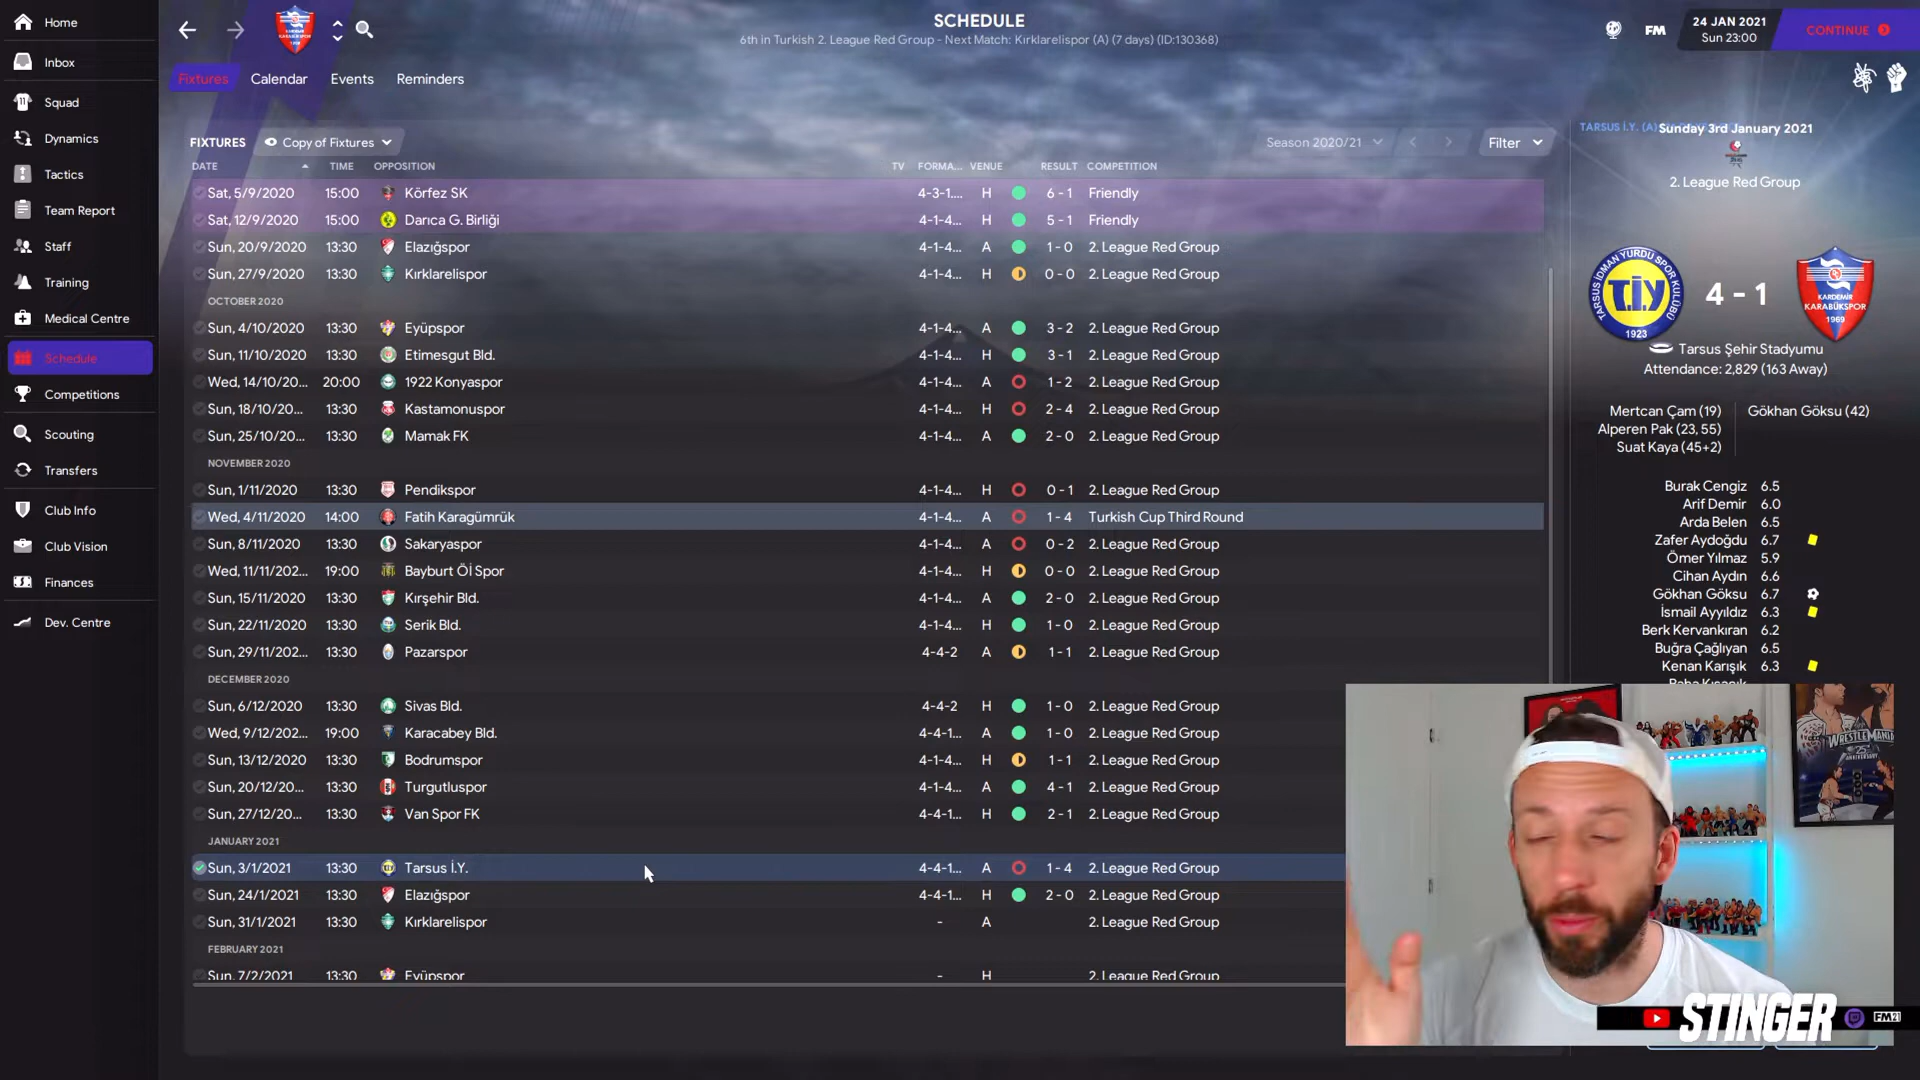 Home
Inbox
Squad
Dynamics
Tactics
Team Report
Staff
Training
Medical Centre
Schedule
Competitions
Scouting
Transfers
Club Info
Club Vision
Finances
Dev. Centre
SCHEDULE
6th in Turkish 2. League Red Group - Next Match: Kırklarelispor (A) (7 days) (ID:130368)
FM
24 JAN 2021
Sun 23:00
CONTINUE
Fixtures Calendar Events Reminders
FIXTURES Copy of Fixtures Season 2020/21 Filter
DATE TIME OPPOSITION TV FORMA... VENUE RESULT COMPETITION
Sat, 5/9/2020 15:00 Körfez SK 4-3-1.... H 6 - 1 Friendly
Sat, 12/9/2020 15:00 Darıca G. Birliği 4-1-4... H 5 - 1 Friendly
Sun, 20/9/2020 13:30 Elazığspor 4-1-4... A 1 - 0 2. League Red Group
Sun, 27/9/2020 13:30 Kırklarelispor 4-1-4... H 0 - 0 2. League Red Group
OCTOBER 2020
Sun, 4/10/2020 13:30 Eyüpspor 4-1-4... A 3 - 2 2. League Red Group
Sun, 11/10/2020 13:30 Etimesgut Bld. 4-1-4... H 3 - 1 2. League Red Group
Wed, 14/10/20... 20:00 1922 Konyaspor 4-1-4... A 1 - 2 2. League Red Group
Sun, 18/10/20... 13:30 Kastamonuspor 4-1-4... H 2 - 4 2. League Red Group
Sun, 25/10/20... 13:30 Mamak FK 4-1-4... A 2 - 0 2. League Red Group
NOVEMBER 2020
Sun, 1/11/2020 13:30 Pendikspor 4-1-4... H 0 - 1 2. League Red Group
Wed, 4/11/2020 14:00 Fatih Karagümrük 4-1-4... A 1 - 4 Turkish Cup Third Round
Sun, 8/11/2020 13:30 Sakaryaspor 4-1-4... A 0 - 2 2. League Red Group
Wed, 11/11/202... 19:00 Bayburt Öİ Spor 4-1-4... H 0 - 0 2. League Red Group
Sun, 15/11/2020 13:30 Kırşehir Bld. 4-1-4... A 2 - 0 2. League Red Group
Sun, 22/11/2020 13:30 Serik Bld. 4-1-4... H 1 - 0 2. League Red Group
Sun, 29/11/202... 13:30 Pazarspor 4-4-2 A 1 - 1 2. League Red Group
DECEMBER 2020
Sun, 6/12/2020 13:30 Sivas Bld. 4-4-2 H 1 - 0 2. League Red Group
Wed, 9/12/202... 19:00 Karacabey Bld. 4-4-1... A 1 - 0 2. League Red Group
Sun, 13/12/2020 13:30 Bodrumspor 4-1-4... H 1 - 1 2. League Red Group
Sun, 20/12/20... 13:30 Turgutluspor 4-1-4... A 4 - 1 2. League Red Group
Sun, 27/12/20... 13:30 Van Spor FK 4-4-1... H 2 - 1 2. League Red Group
JANUARY 2021
Sun, 3/1/2021 13:30 Tarsus İ.Y. 4-4-1... A 1 - 4 2. League Red Group
Sun, 24/1/2021 13:30 Elazığspor 4-4-1... H 2 - 0 2. League Red Group
Sun, 31/1/2021 13:30 Kırklarelispor - A 2. League Red Group
FEBRUARY 2021
Sun, 7/2/2021 13:30 Eyüpspor - H 2. League Red Group
TARSUS İ.Y. (A)
Sunday 3rd January 2021
2. League Red Group
TARSUS İDMAN YURDU SPOR KULÜBÜ
T.İ.Y
1923
4 - 1
KARDEMİR
KARABÜKSPOR
1969
Tarsus Şehir Stadyumu
Attendance: 2,829 (163 Away)
Mertcan Çam (19)
Alperen Pak (23, 55)
Suat Kaya (45+2)
Gökhan Göksu (42)
Burak Cengiz 6.5
Arif Demir 6.0
Arda Belen 6.5
Zafer Aydoğdu 6.7
Ömer Yılmaz 5.9
Cihan Aydın 6.6
Gökhan Göksu 6.7
İsmail Ayyıldız 6.3
Berk Kervankıran 6.2
Buğra Çağlıyan 6.5
Kenan Karışık 6.3
WRESTLEMANIA
25
STINGER
FM21